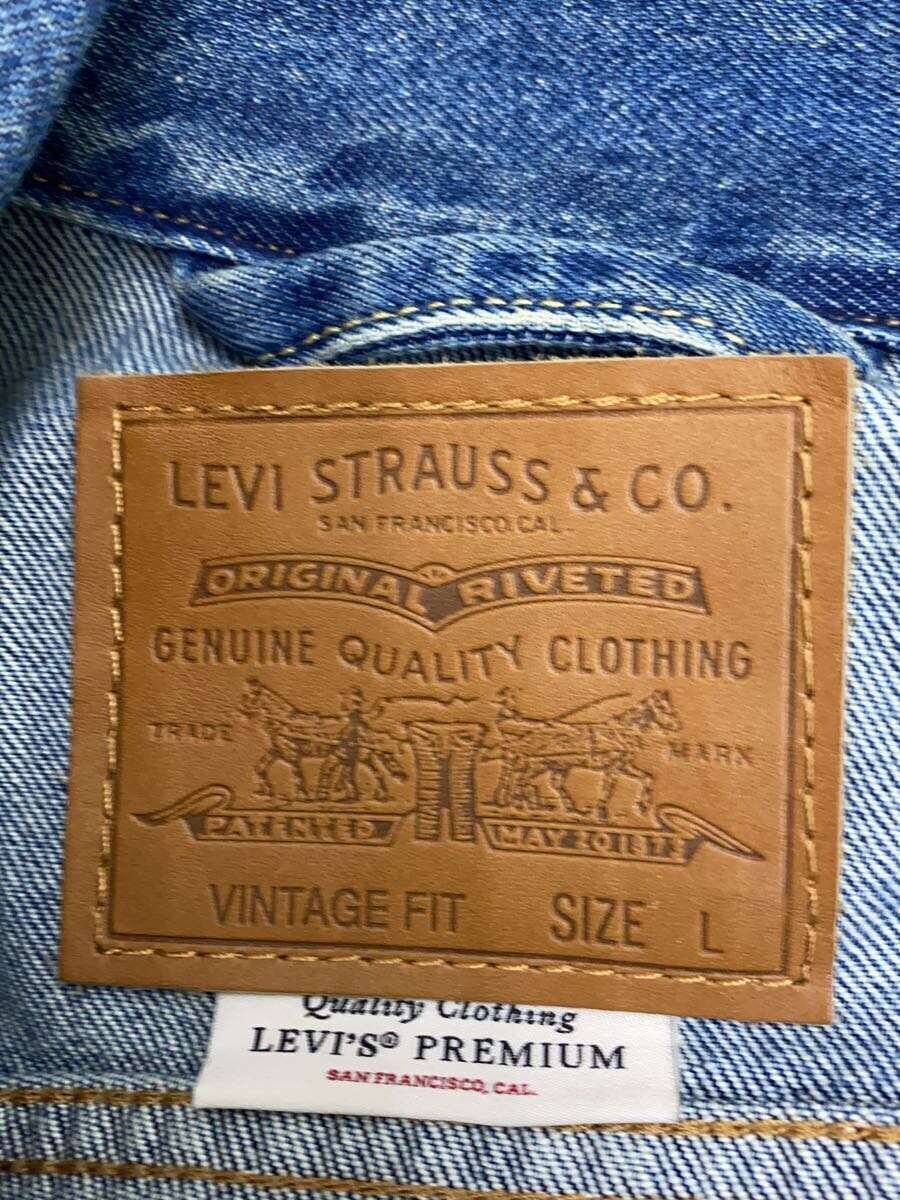 LEVI STRAUSS & CO.
SAN FRANCISCO, CAL.
ORIGINAL RIVETED
GENUINE QUALITY CLOTHING
TRADE MARK
PATENTED MAY 20 1873
VINTAGE FIT SIZE L
Quality Clothing
LEVI'S® PREMIUM
SAN FRANCISCO, CAL.